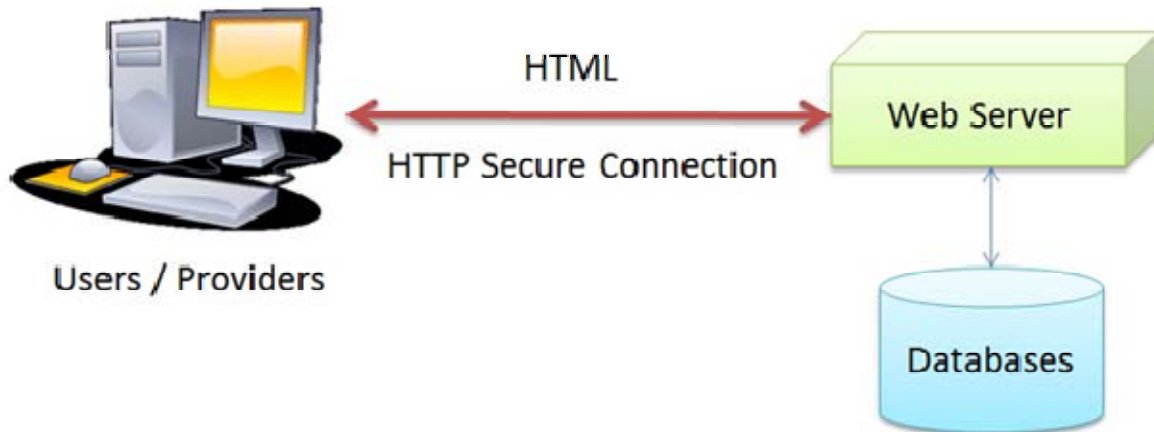 HTML
Web Server
HTTP Secure Connection
Users / Providers
Databases